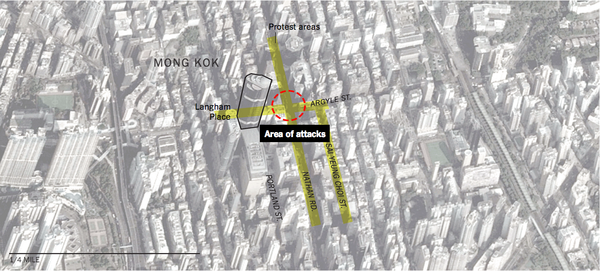 Protest areas
MONG KOK
Langham
Place
ARGYLE ST.
Area of attacks
SAI YEUNG CHOI ST.
NATHAN RD.
PORTLAND ST.
1/4 MILE